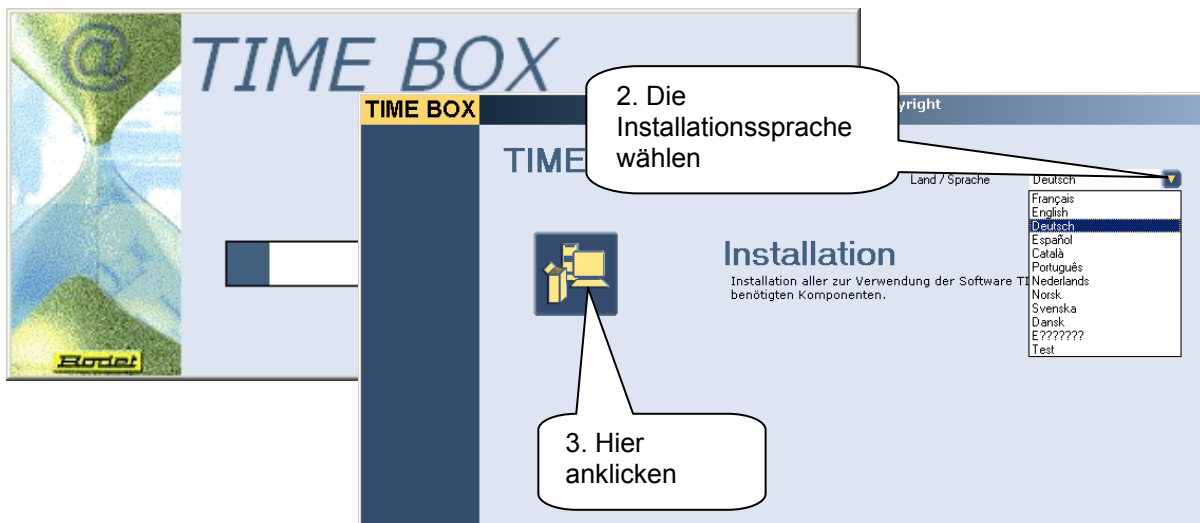 @ TIME BOX
Bodet
TIME BOX
yright
2. Die
Installationssprache
wählen
TIME
Land / Sprache
Deutsch
Français
English
Deutsch
Español
Català
Português
Nederlands
Norsk
Svenska
Dansk
E???????
Test
Installation
Installation aller zur Verwendung der Software TI
benötigten Komponenten.
3. Hier
anklicken